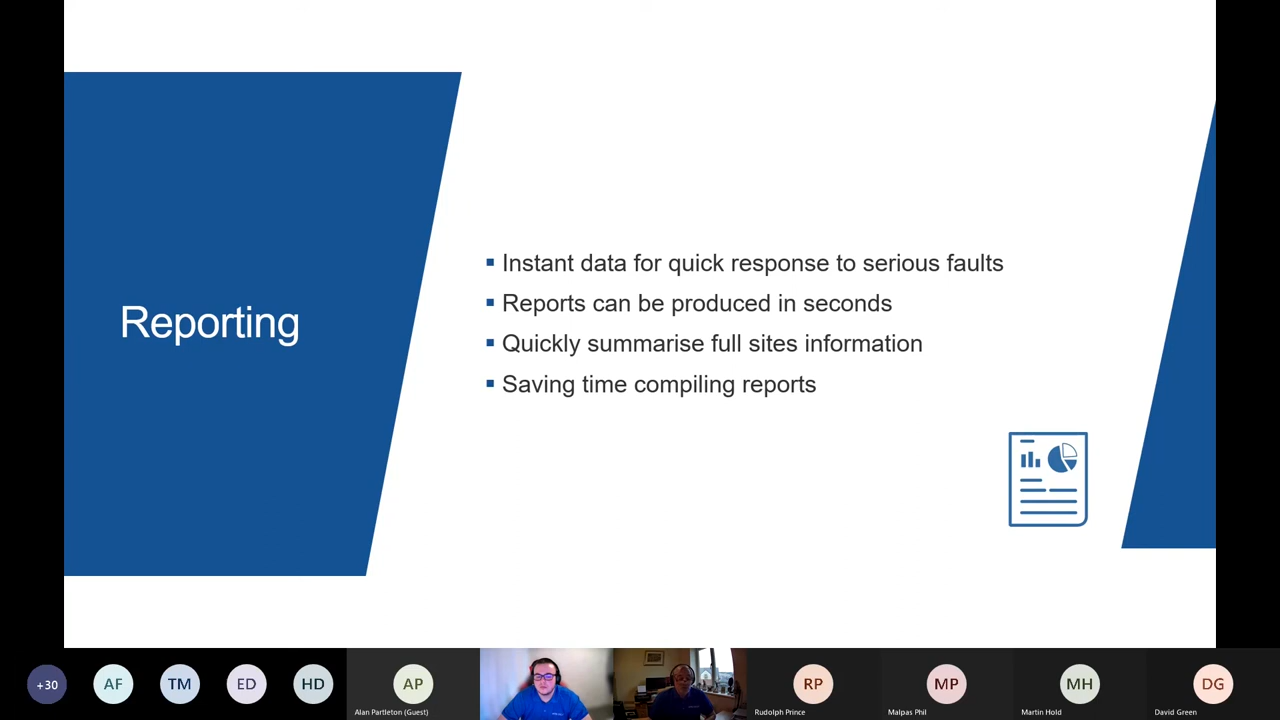 Reporting
Instant data for quick response to serious faults
Reports can be produced in seconds
Quickly summarise full sites information
Saving time compiling reports
+30
AF
TM
ED
HD
AP
Alan Partleton (Guest)
RP
Rudolph Prince
MP
Malpas Phil
MH
Martin Hold
DG
David Green